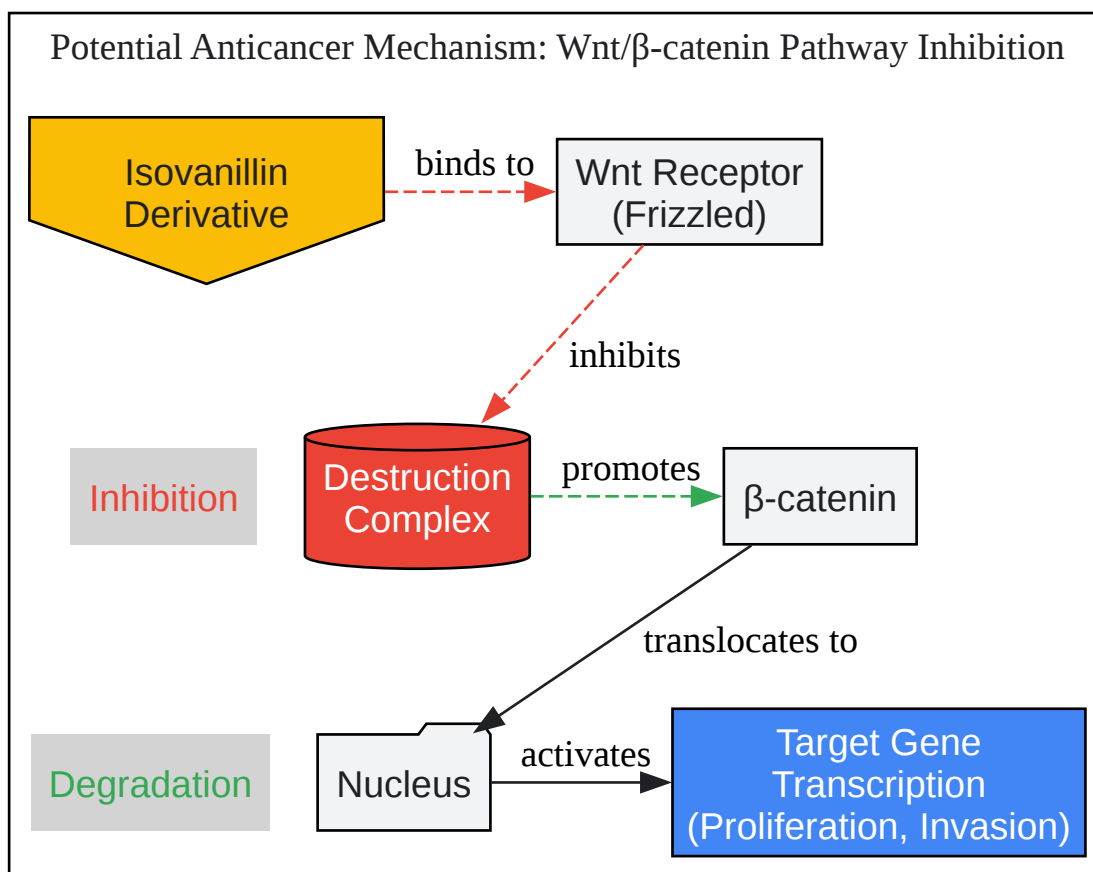 Potential Anticancer Mechanism: Wnt/β-catenin Pathway Inhibition
Isovanillin
Derivative
binds to
Wnt Receptor
(Frizzled)
inhibits
Inhibition
Destruction
Complex
promotes
β-catenin
translocates to
Degradation
Nucleus
activates
Target Gene
Transcription
(Proliferation, Invasion)